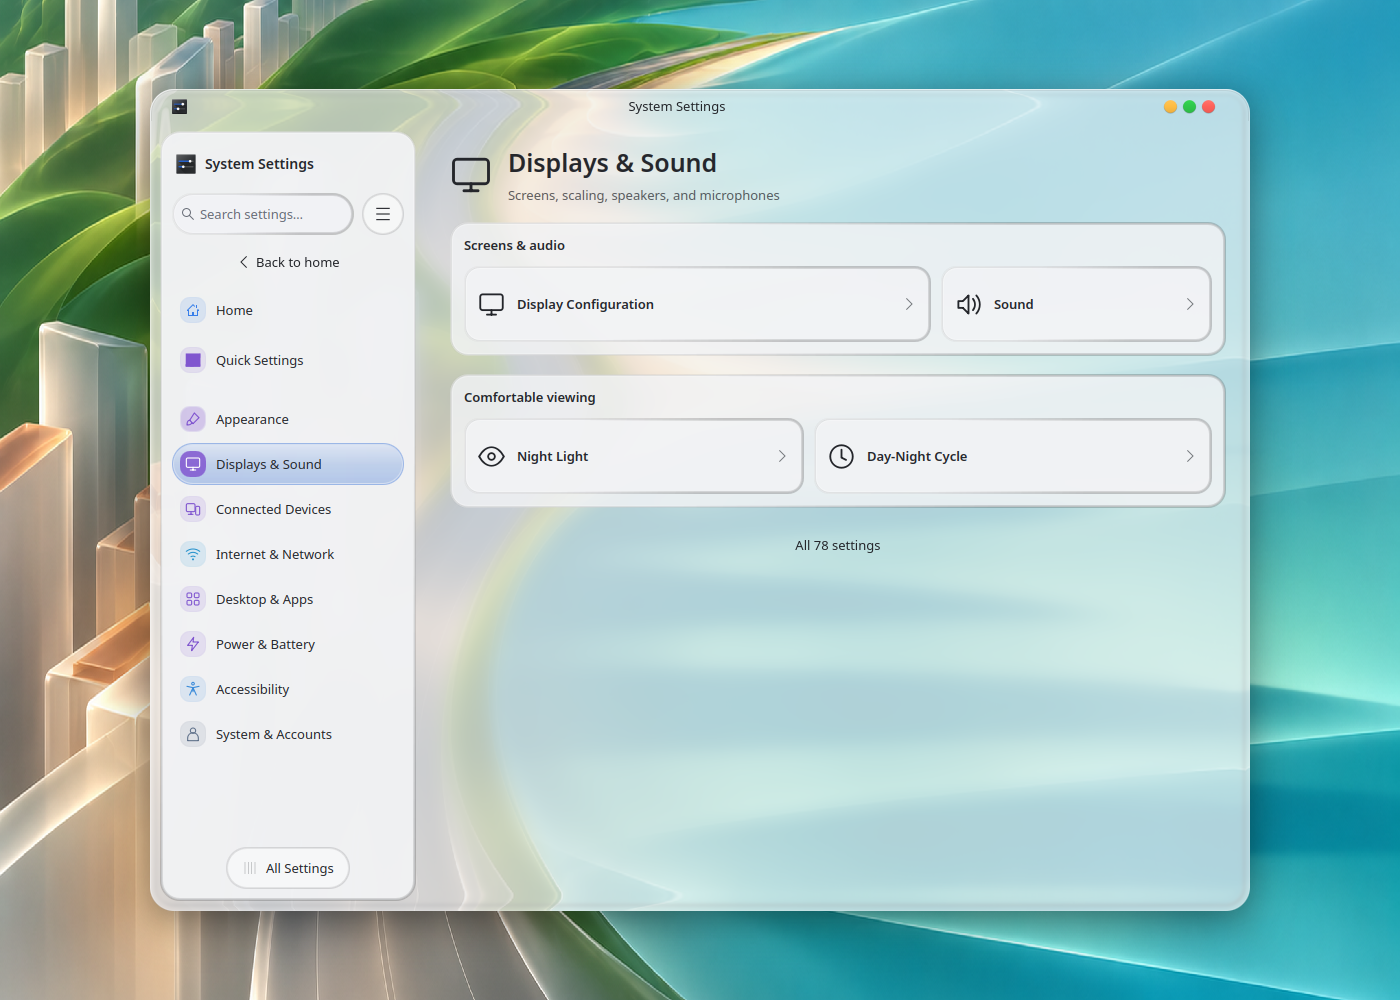 System Settings
System Settings
Search settings...
Back to home
Home
Quick Settings
Appearance
Displays & Sound
Connected Devices
Internet & Network
Desktop & Apps
Power & Battery
Accessibility
System & Accounts
All Settings
Displays & Sound
Screens, scaling, speakers, and microphones
Screens & audio
Display Configuration
Sound
Comfortable viewing
Night Light
Day-Night Cycle
All 78 settings